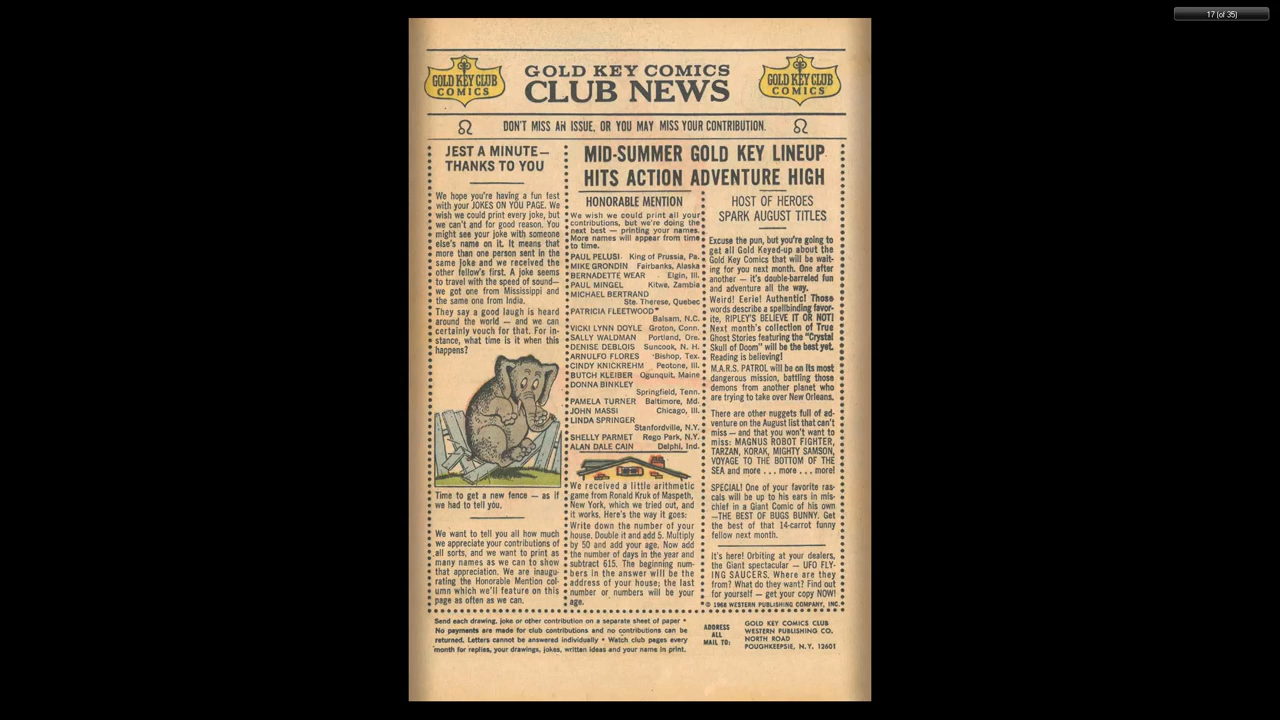 17 (of 35)
GOLD KEY CLUB
COMICS
GOLD KEY COMICS
CLUB NEWS
GOLD KEY CLUB
COMICS
DON'T MISS AN ISSUE, OR YOU MAY MISS YOUR CONTRIBUTION.
JEST A MINUTE—
THANKS TO YOU
We hope you're having a fun fest
with your JOKES ON YOU PAGE. We
wish we could print every joke, but
we can't and for good reason. You
might see your joke with someone
else's name on it. It means that
more than one person sent in the
same joke and we received the
other fellow's first. A joke seems
to travel with the speed of sound—
we got one from Mississippi and
the same one from India.
They say a good laugh is heard
around the world — and we can
certainly vouch for that. For in-
stance, what time is it when this
happens?
Time to get a new fence — as if
we had to tell you.
We want to tell you all how much
we appreciate your contributions of
all sorts, and we want to print as
many names as we can to show
that appreciation. We are inaugu-
rating the Honorable Mention col-
umn which we'll feature on this
page as often as we can.
MID-SUMMER GOLD KEY LINEUP
HITS ACTION ADVENTURE HIGH
HONORABLE MENTION
We wish we could print all your
contributions, but we're doing the
next best — printing your names.
More names will appear from time
to time.
PAUL PELUSI King of Prussia, Pa.
MIKE GRONDIN Fairbanks, Alaska
BERNADETTE WEAR Elgin, Ill.
PAUL MINGEL Kitwe, Zambia
MICHAEL BERTRAND
Ste. Therese, Quebec
PATRICIA FLEETWOOD
Balsam, N.C.
VICKI LYNN DOYLE Groton, Conn.
SALLY WALDMAN Portland, Ore.
DENISE DEBLOIS Suncook, N. H.
ARNULFO FLORES Bishop, Tex.
CINDY KNICKREHM Peotone, Ill.
BUTCH KLEIBER Ogunquit, Maine
DONNA BINKLEY
Springfield, Tenn.
PAMELA TURNER Baltimore, Md.
JOHN MASSI Chicago, Ill.
LINDA SPRINGER
Stanfordville, N.Y.
SHELLY PARMET Rego Park, N.Y.
ALAN DALE CAIN Delphi, Ind.
We received a little arithmetic
game from Ronald Kruk of Maspeth,
New York, which we tried out, and
it works. Here's the way it goes:
Write down the number of your
house. Double it and add 5. Multiply
by 50 and add your age. Now add
the number of days in the year and
subtract 615. The beginning num-
bers in the answer will be the
address of your house; the last
number or numbers will be your
age.
HOST OF HEROES
SPARK AUGUST TITLES
Excuse the pun, but you're going to
get all Gold Keyed-up about the
Gold Key Comics that will be wait-
ing for you next month. One after
another — it's double-barreled fun
and adventure all the way.
Weird! Eerie! Authentic! Those
words describe a spellbinding favor-
ite, RIPLEY'S BELIEVE IT OR NOT!
Next month's collection of True
Ghost Stories featuring the "Crystal
Skull of Doom" will be the best yet.
Reading is believing!
M.A.R.S. PATROL will be on its most
dangerous mission, battling those
demons from another planet who
are trying to take over New Orleans.
There are other nuggets full of ad-
venture on the August list that can't
miss — and that you won't want to
miss: MAGNUS ROBOT FIGHTER,
TARZAN, KORAK, MIGHTY SAMSON,
VOYAGE TO THE BOTTOM OF THE
SEA and more . . . more . . . more!
SPECIAL! One of your favorite ras-
cals will be up to his ears in mis-
chief in a Giant Comic of his own
—THE BEST OF BUGS BUNNY. Get
the best of that 14-carrot funny
fellow next month.
It's here! Orbiting at your dealers,
the Giant spectacular — UFO FLY-
ING SAUCERS. Where are they
from? What do they want? Find out
for yourself — get your copy NOW!
© 1968 WESTERN PUBLISHING COMPANY, INC.
Send each drawing, joke or other contribution on a separate sheet of paper •
No payments are made for club contributions and no contributions can be
returned. Letters cannot be answered individually • Watch club pages every
month for replies, your drawings, jokes, written ideas and your name in print.
ADDRESS
ALL
MAIL TO:
GOLD KEY COMICS CLUB
WESTERN PUBLISHING CO.
NORTH ROAD
POUGHKEEPSIE, N.Y. 12601